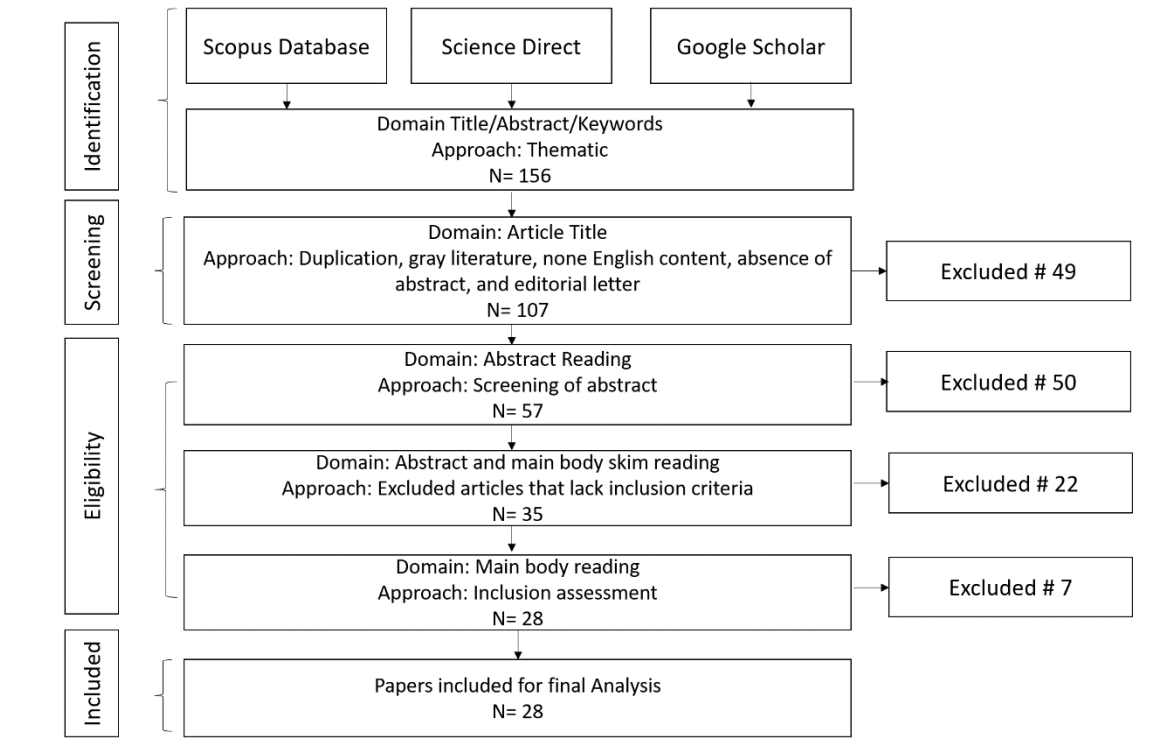 Identification
Scopus Database
Science Direct
Google Scholar
Domain Title/Abstract/Keywords
Approach: Thematic
N= 156
Screening
Domain: Article Title
Approach: Duplication, gray literature, none English content, absence of
abstract, and editorial letter
N= 107
Excluded # 49
Eligibility
Domain: Abstract Reading
Approach: Screening of abstract
N= 57
Excluded # 50
Domain: Abstract and main body skim reading
Approach: Excluded articles that lack inclusion criteria
N= 35
Excluded # 22
Domain: Main body reading
Approach: Inclusion assessment
N= 28
Excluded # 7
Included
Papers included for final Analysis
N= 28